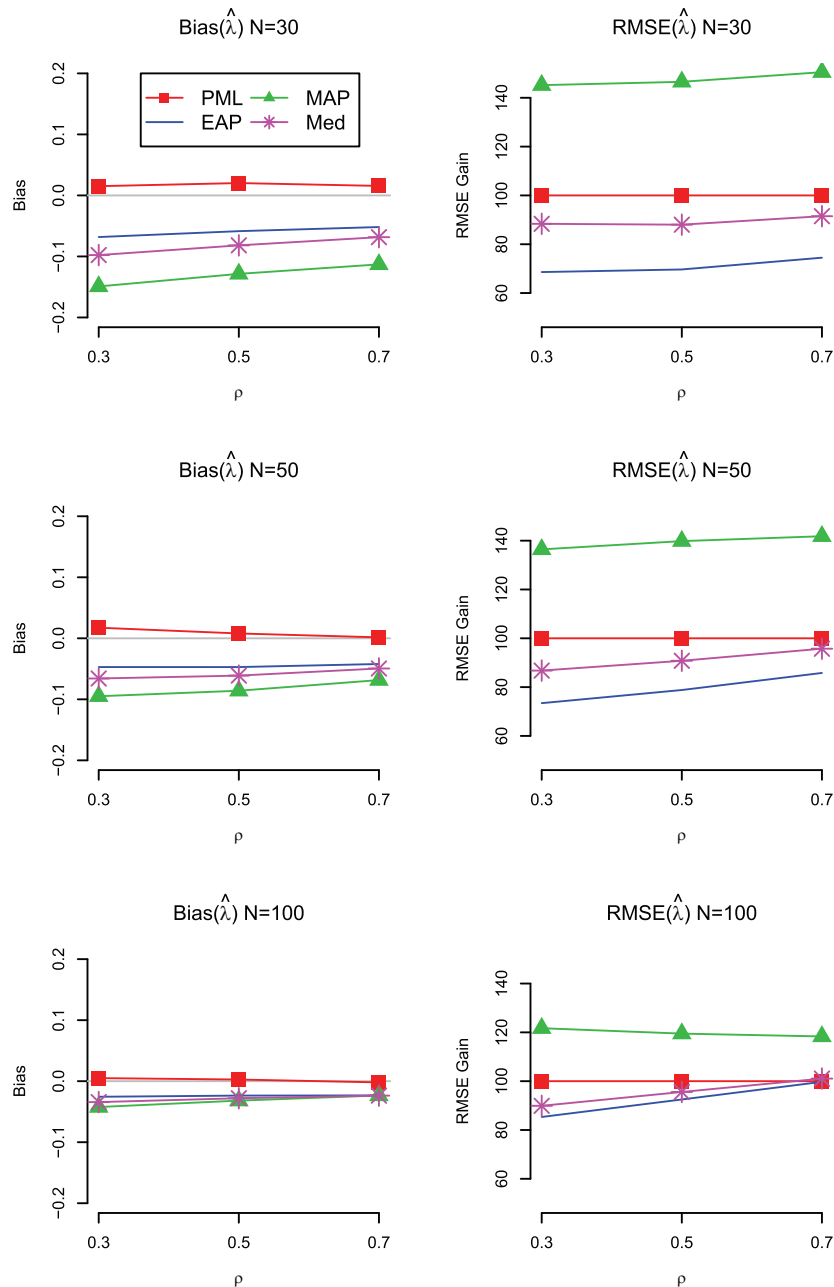 Bias(λ̂) N=30
RMSE(λ̂) N=30
PML
MAP
EAP
Med
Bias
0.2
0.1
0.0
−0.1
−0.2
0.3
0.5
0.7
ρ
RMSE Gain
140
120
100
80
60
0.3
0.5
0.7
ρ
Bias(λ̂) N=50
RMSE(λ̂) N=50
Bias
0.2
0.1
0.0
−0.1
−0.2
0.3
0.5
0.7
ρ
RMSE Gain
140
120
100
80
60
0.3
0.5
0.7
ρ
Bias(λ̂) N=100
RMSE(λ̂) N=100
Bias
0.2
0.1
0.0
−0.1
−0.2
0.3
0.5
0.7
ρ
RMSE Gain
140
120
100
80
60
0.3
0.5
0.7
ρ